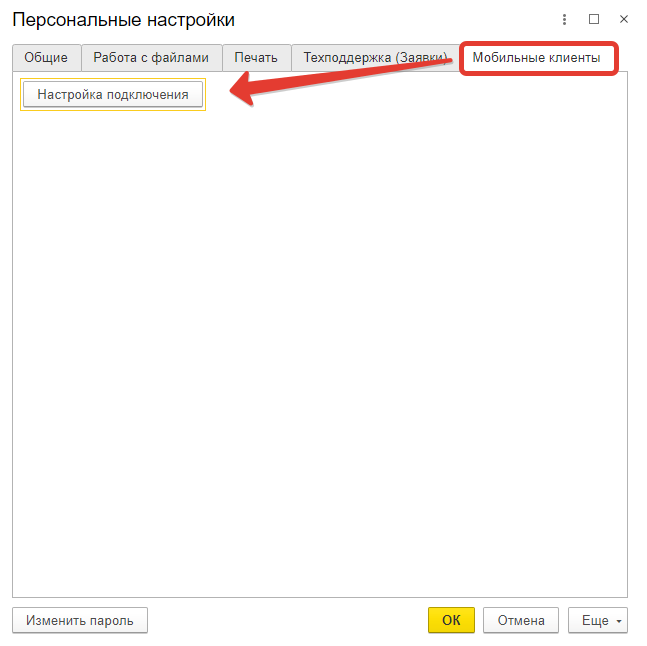 Персональные настройки
Общие Работа с файлами Печать Техподдержка (Заявки) Мобильные клиенты
Настройка подключения
Изменить пароль ОК Отмена Еще